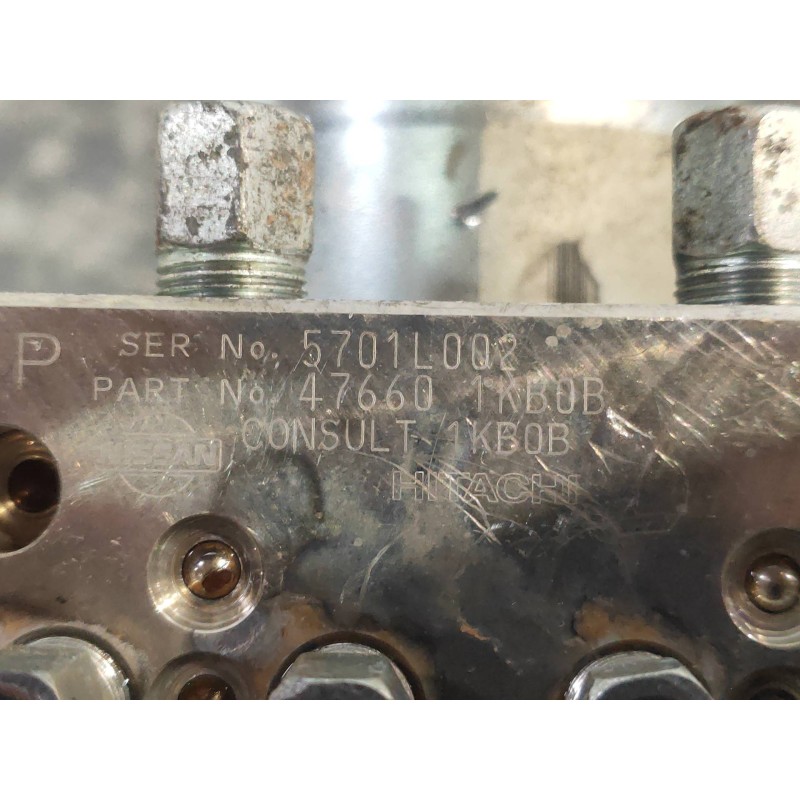 P
SER No. 5701L002
PART No. 47660 1KB0B
NISSAN CONSULT 1KB0B
HITACHI